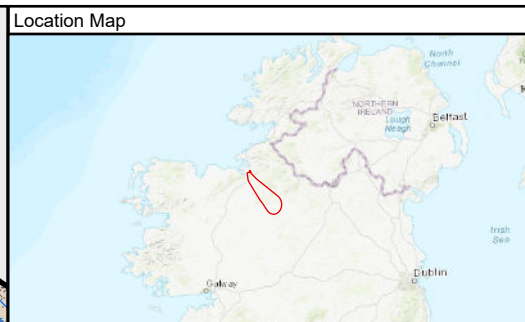 Location Map
North
Channel
NORTHERN
IRELAND
Lough
Neagh
Belfast
Irish
Sea
Dublin
Galway